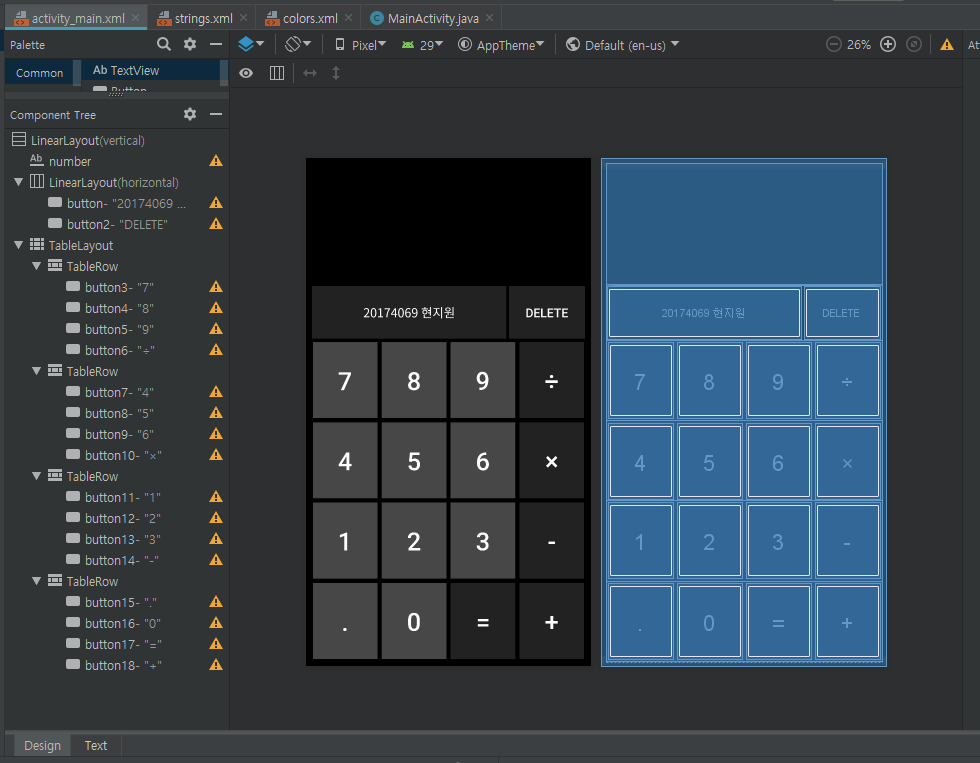 activity_main.xml strings.xml colors.xml MainActivity.java
Palette Pixel 29 AppTheme Default (en-us) 26%
Common Ab TextView
Button
Component Tree
LinearLayout(vertical)
Ab number
LinearLayout(horizontal)
button- "20174069 ...
button2- "DELETE"
TableLayout
TableRow
button3- "7"
button4- "8"
button5- "9"
button6- "÷"
TableRow
button7- "4"
button8- "5"
button9- "6"
button10- "×"
TableRow
button11- "1"
button12- "2"
button13- "3"
button14- "-"
TableRow
button15- "."
button16- "0"
button17- "="
button18- "+"
20174069 현지원 DELETE
7 8 9 ÷
4 5 6 ×
1 2 3 -
. 0 = +
20174069 현지원 DELETE
7 8 9 ÷
4 5 6 ×
1 2 3 -
. 0 = +
Design Text